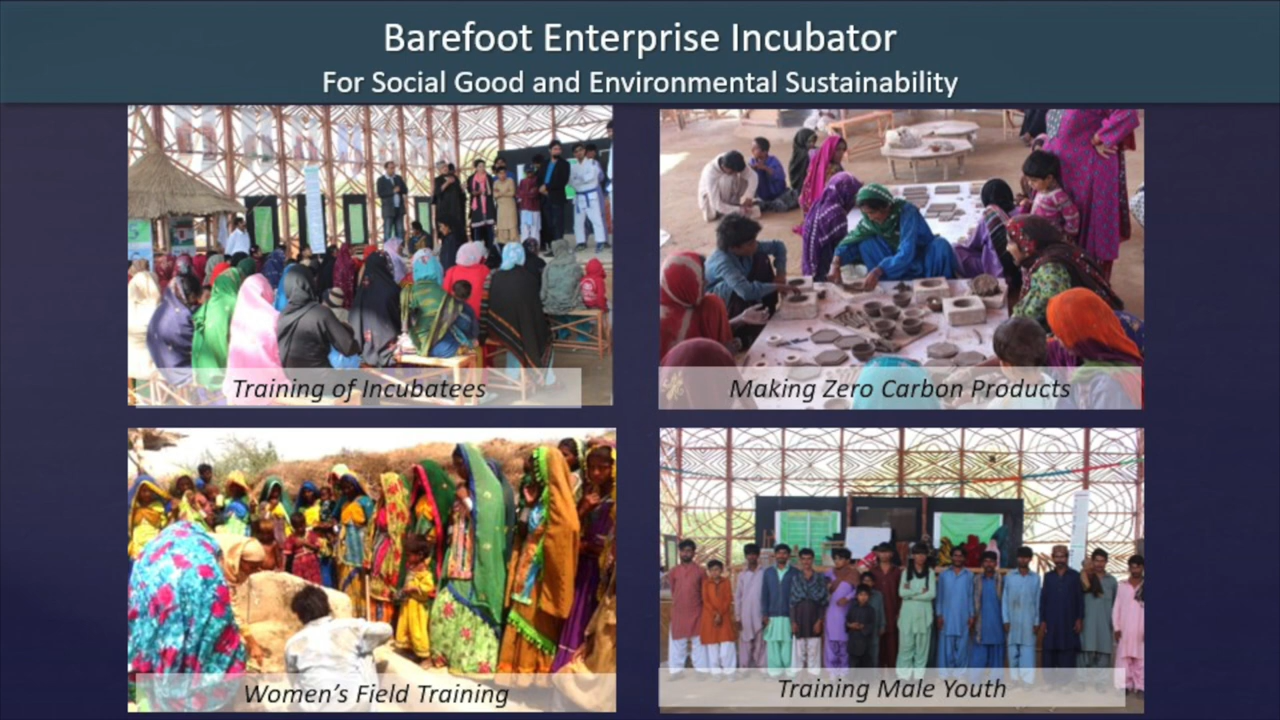 Barefoot Enterprise Incubator
For Social Good and Environmental Sustainability
Training of Incubatees
Making Zero Carbon Products
Women’s Field Training
Training Male Youth